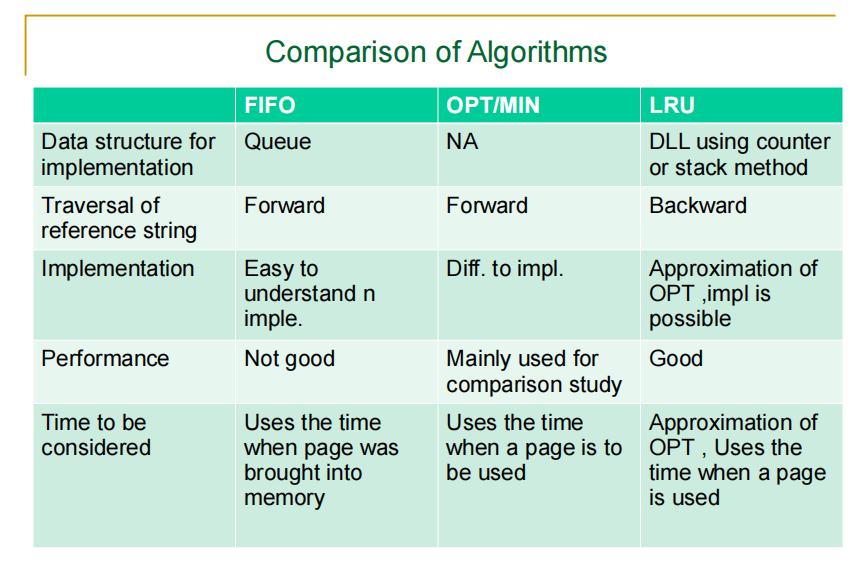 Comparison of Algorithms
FIFO OPT/MIN LRU
Data structure for implementation Queue NA DLL using counter or stack method
Traversal of reference string Forward Forward Backward
Implementation Easy to understand n imple. Diff. to impl. Approximation of OPT ,impl is possible
Performance Not good Mainly used for comparison study Good
Time to be considered Uses the time when page was brought into memory Uses the time when a page is to be used Approximation of OPT , Uses the time when a page is used